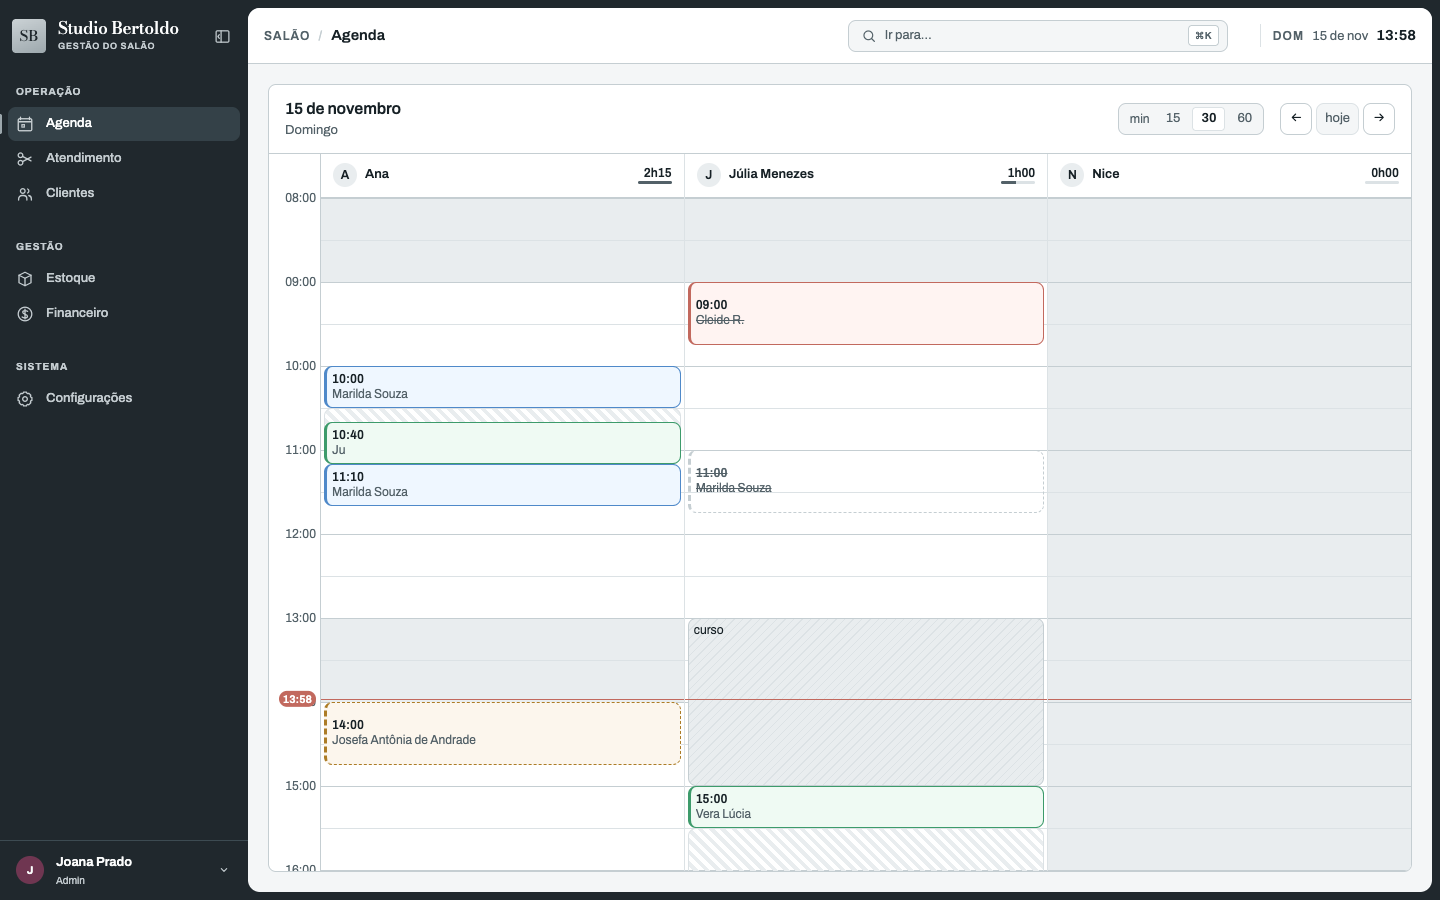 SB
Studio Bertoldo
GESTÃO DO SALÃO
OPERAÇÃO
Agenda
Atendimento
Clientes
GESTÃO
Estoque
Financeiro
SISTEMA
Configurações
J
Joana Prado
Admin
SALÃO / Agenda
Ir para...
⌘K
DOM 15 de nov 13:58
15 de novembro
Domingo
min 15 30 60
← hoje →
A Ana 2h15
J Júlia Menezes 1h00
N Nice 0h00
08:00
09:00
09:00
Cleide R.
10:00
10:00
Marilda Souza
10:40
Ju
11:00
11:10
Marilda Souza
11:00
Marilda Souza
12:00
13:00
curso
13:58
14:00
Josefa Antônia de Andrade
15:00
15:00
Vera Lúcia
16:00